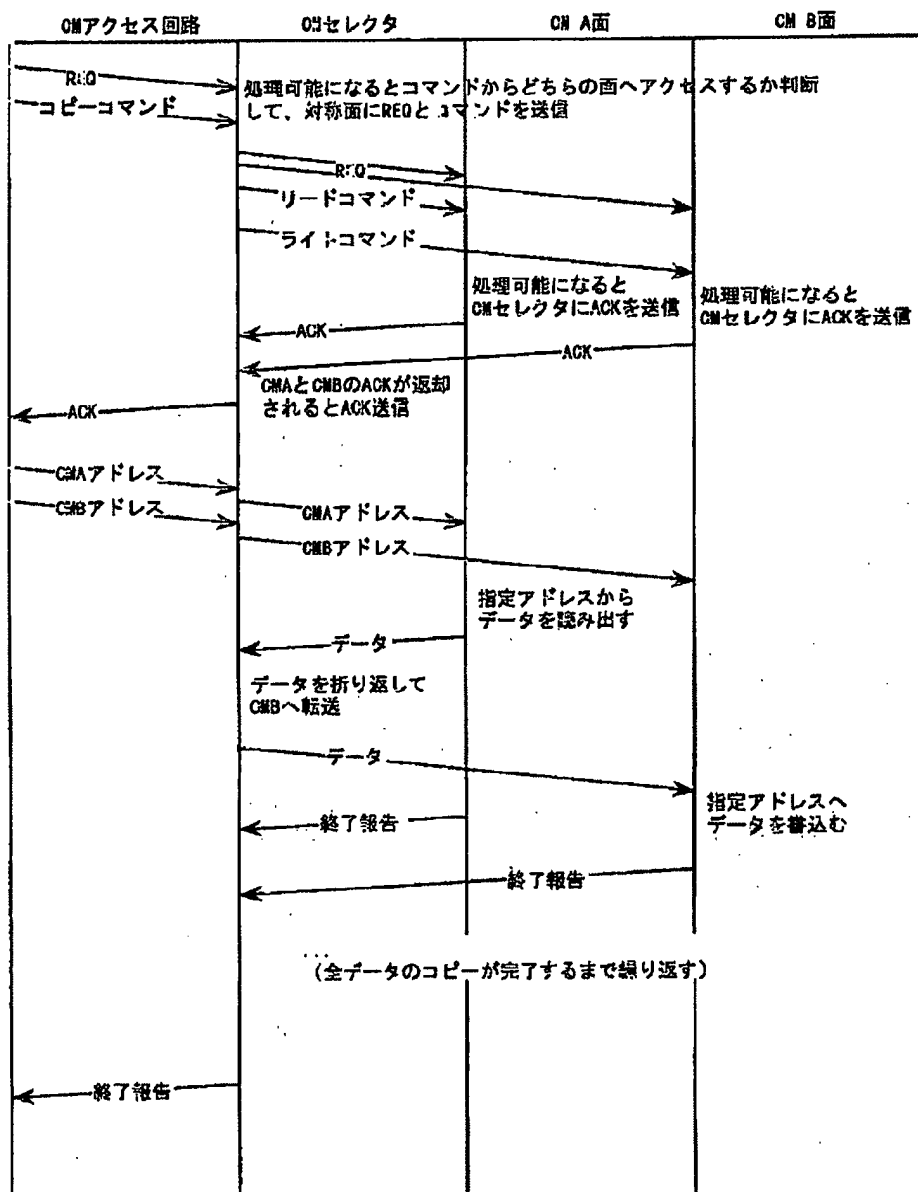 CMアクセス回路
CMセレクタ
CM A面
CM B面
REQ
処理可能になるとコマンドからどちらの面へアクセスするか判断
して、対称面にREQとコマンドを送信
コピーコマンド
REQ
リードコマンド
ライトコマンド
処理可能になると
CMセレクタにACKを送信
処理可能になると
CMセレクタにACKを送信
ACK
ACK
CMAとCMBのACKが返却
されるとACK送信
ACK
CMAアドレス
CMBアドレス
CMAアドレス
CMBアドレス
指定アドレスから
データを読み出す
データ
データを折り返して
CMBへ転送
データ
指定アドレスへ
データを書込む
終了報告
終了報告
...
(全データのコピーが完了するまで繰り返す)
終了報告